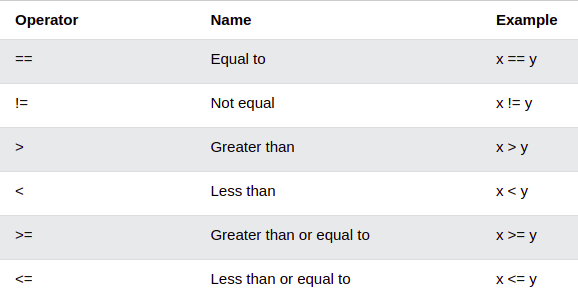 Operator Name Example
== Equal to x == y
!= Not equal x != y
> Greater than x > y
< Less than x < y
>= Greater than or equal to x >= y
<= Less than or equal to x <= y